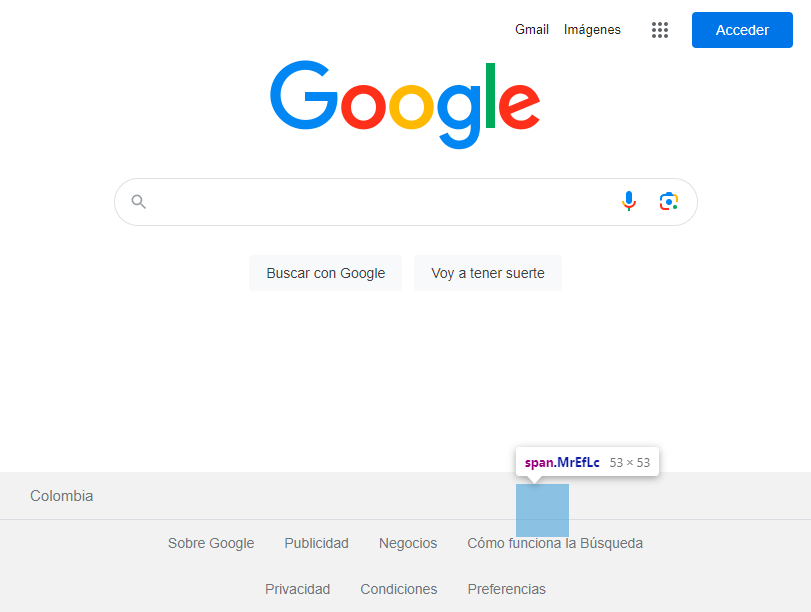 Gmail Imágenes Acceder
Google
Buscar con Google Voy a tener suerte
span.MrEfLc 53 × 53
Colombia
Sobre Google Publicidad Negocios Cómo funciona la Búsqueda
Privacidad Condiciones Preferencias